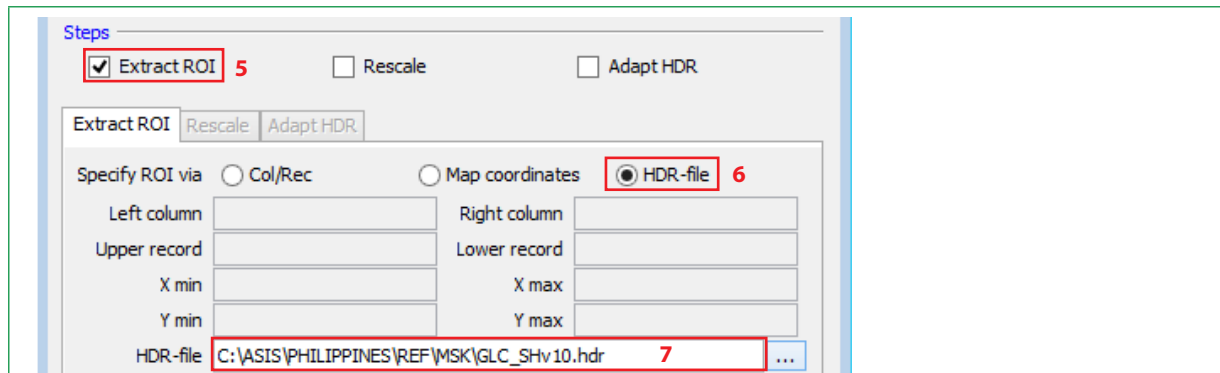 Steps
Extract ROI 5 Rescale Adapt HDR
Extract ROI Rescale Adapt HDR
Specify ROI via Col/Rec Map coordinates HDR-file 6
Left column Right column
Upper record Lower record
X min X max
Y min Y max
HDR-file C:\ASIS\PHILIPPINES\REF\MSK\GLC_SHv10.hdr 7 ...